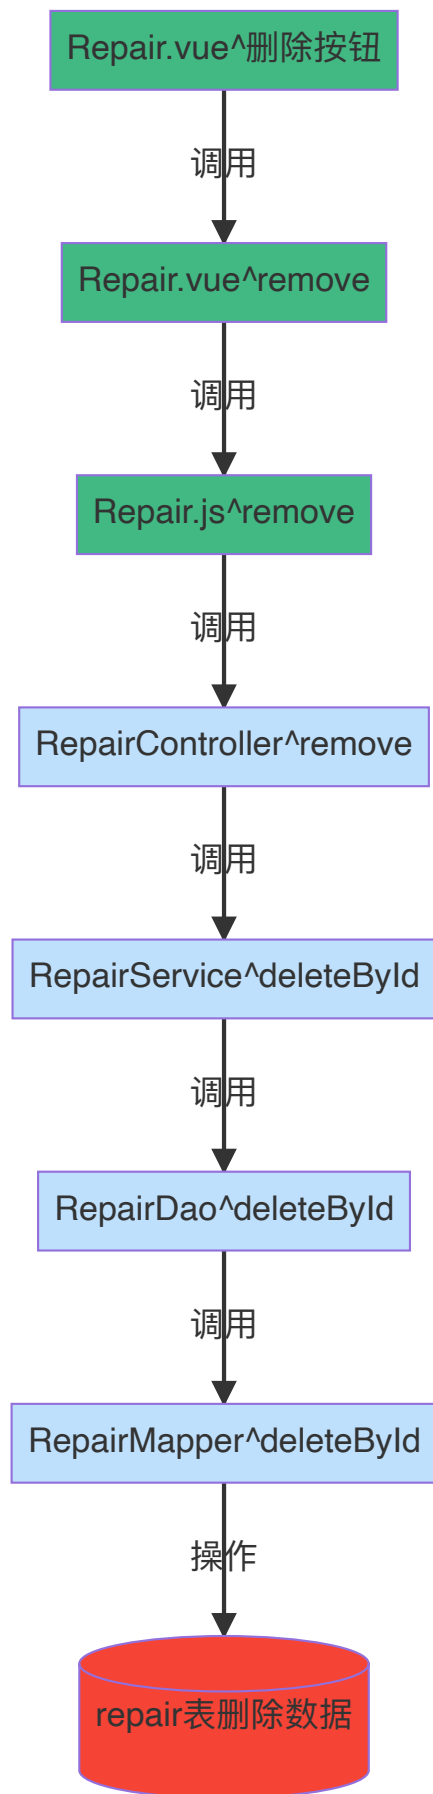 Repair.vue^删除按钮
调用
Repair.vue^remove
调用
Repair.js^remove
调用
RepairController^remove
调用
RepairService^deleteById
调用
RepairDao^deleteById
调用
RepairMapper^deleteById
操作
repair表删除数据